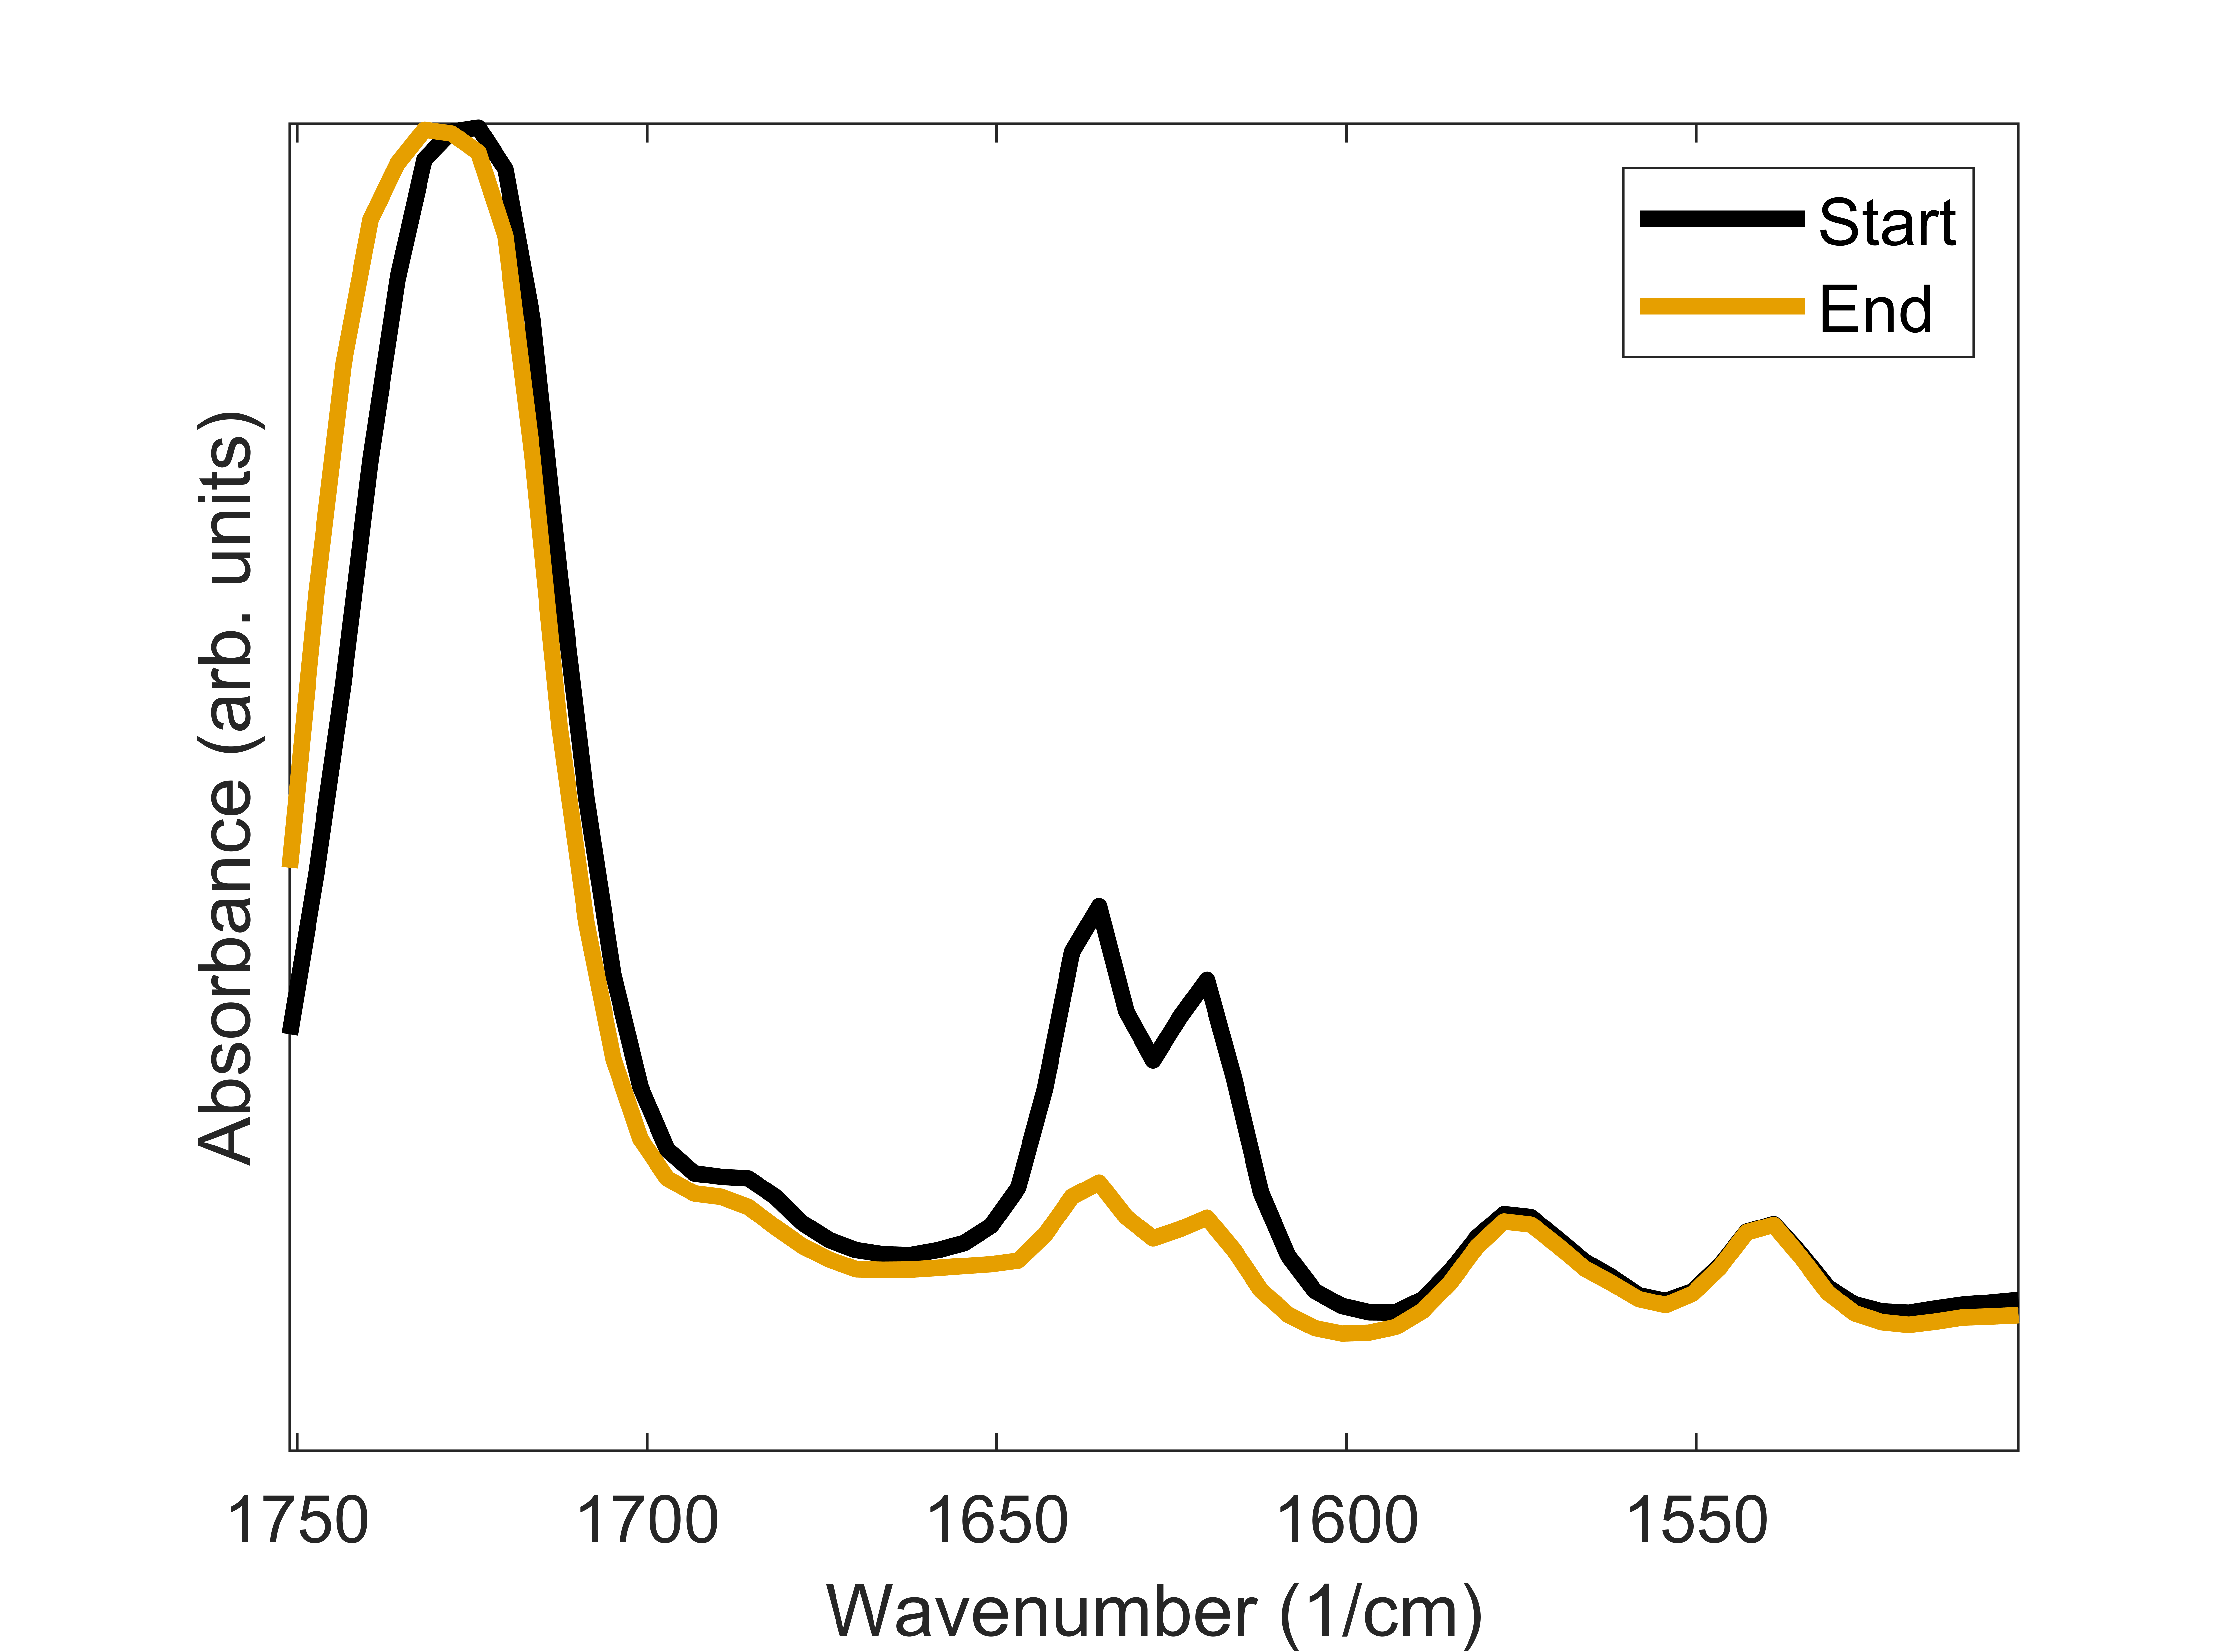 Start
End
Absorbance (arb. units)
1750 1700 1650 1600 1550
Wavenumber (1/cm)